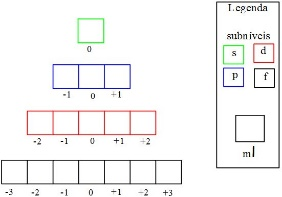 0
-1 0 +1
-2 -1 0 +1 +2
-3 -2 -1 0 +1 +2 +3
Legenda
subníveis
s d
p f
ml